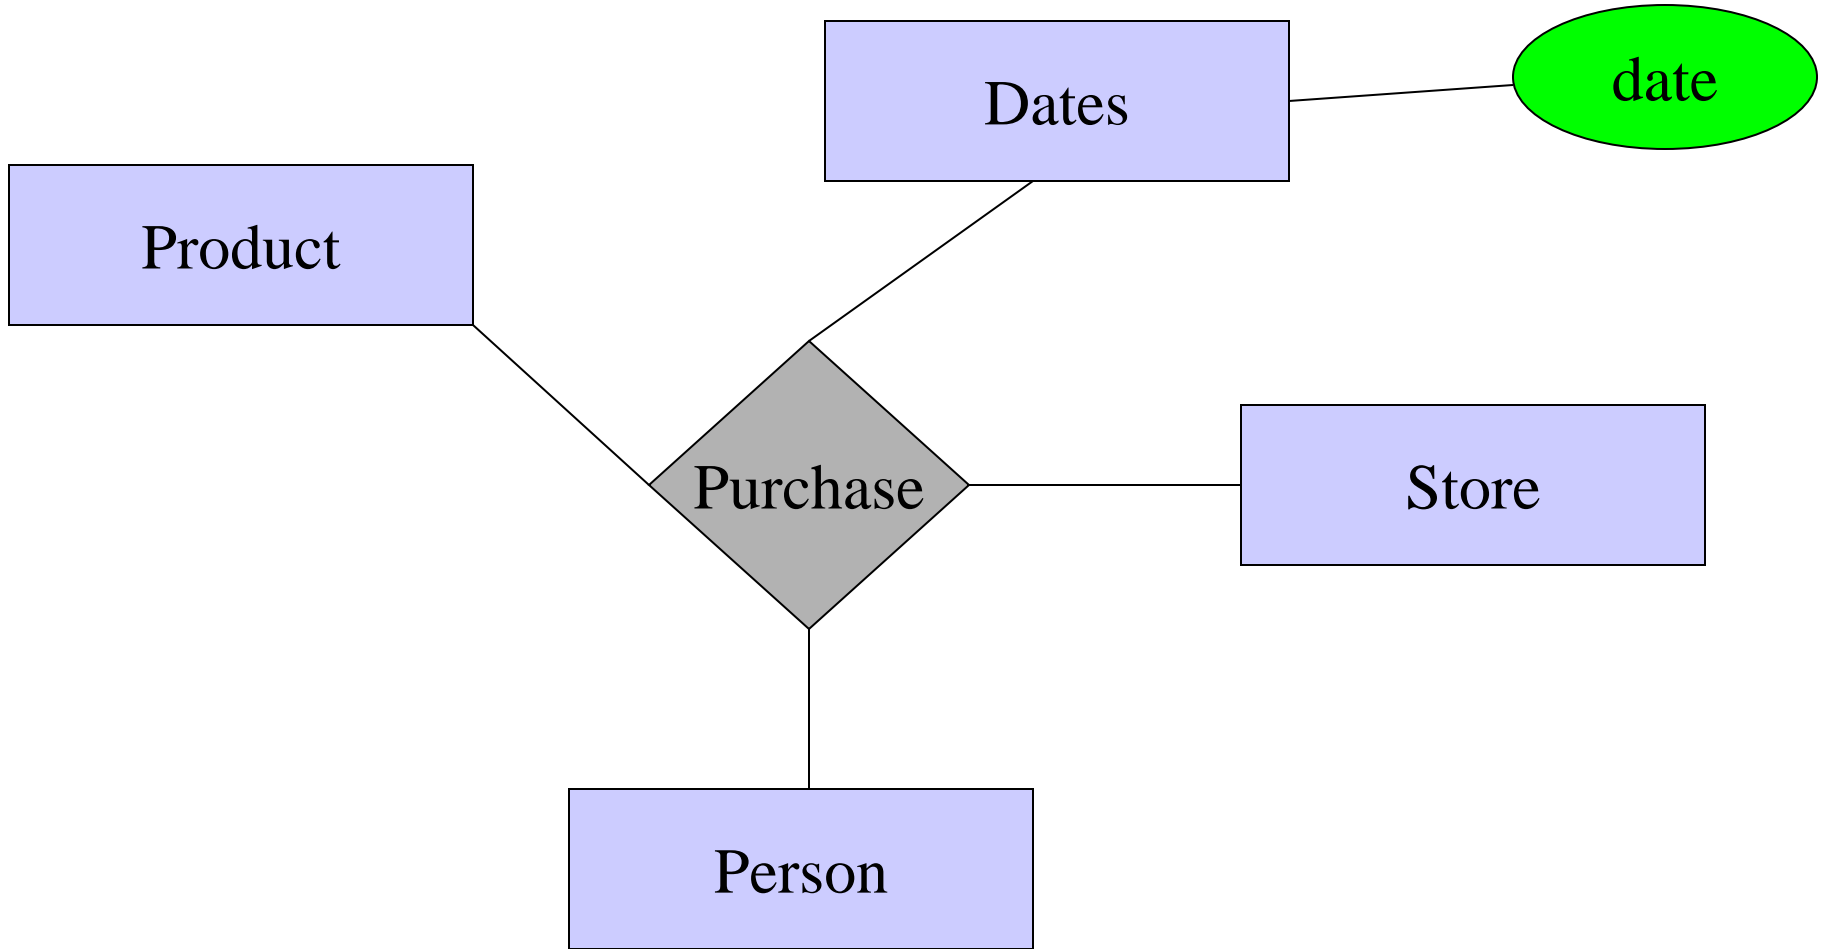 Dates
date
Product
Purchase
Store
Person